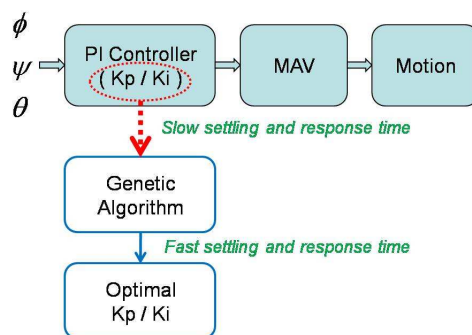 ϕ
ψ
θ
PI Controller
( Kp / Ki )
MAV
Motion
Slow settling and response time
Genetic
Algorithm
Fast settling and response time
Optimal
Kp / Ki